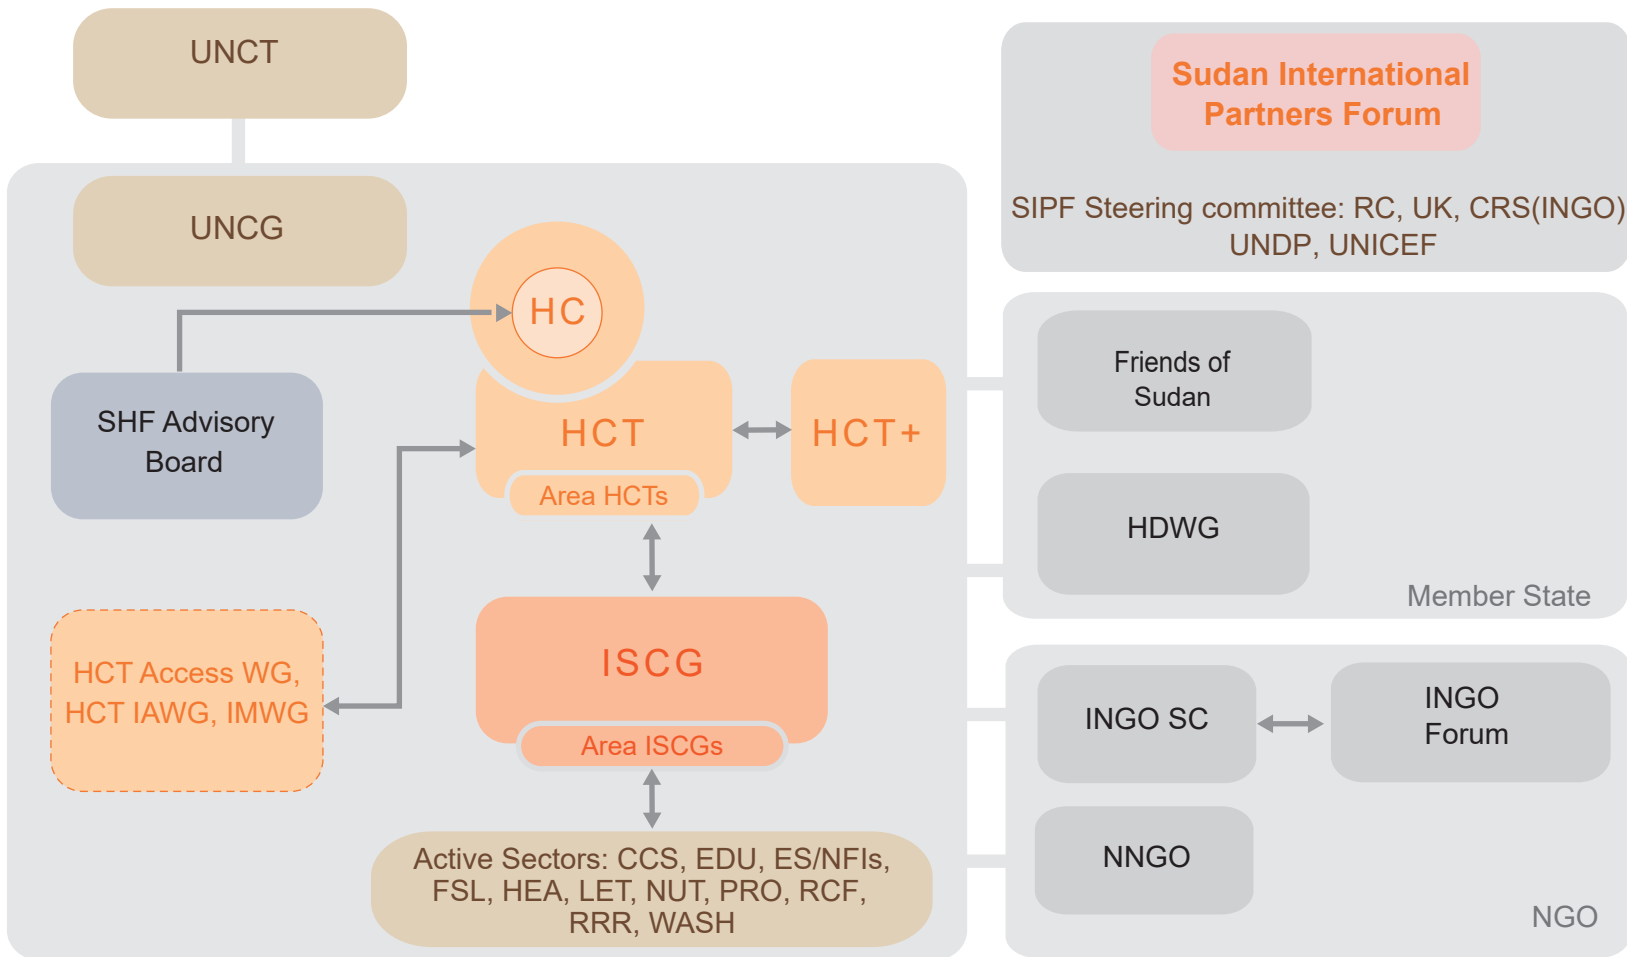 UNCT
UNCG
HC
SHF Advisory
Board
HCT
HCT+
Area HCTs
HCT Access WG,
HCT IAWG, IMWG
ISCG
Area ISCGs
Active Sectors: CCS, EDU, ES/NFIs,
FSL, HEA, LET, NUT, PRO, RCF,
RRR, WASH
Sudan International
Partners Forum
SIPF Steering committee: RC, UK, CRS(INGO)
UNDP, UNICEF
Friends of
Sudan
HDWG
Member State
INGO SC
INGO
Forum
NNGO
NGO